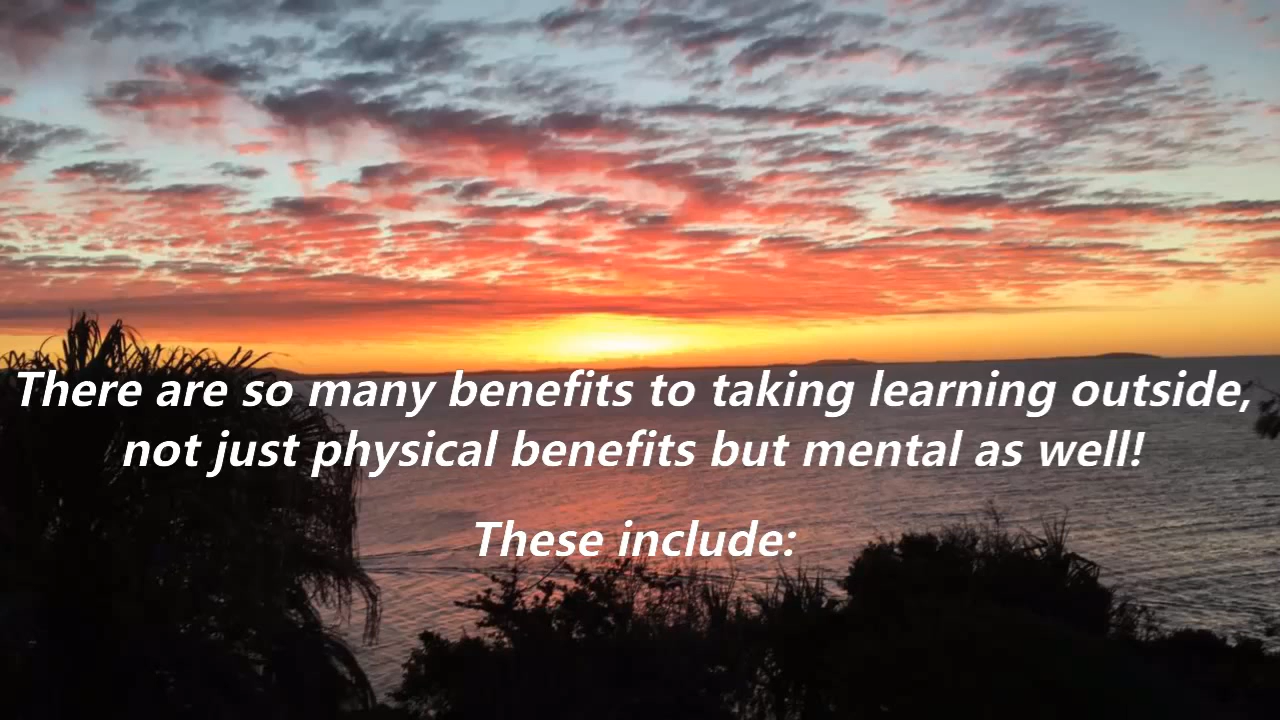 There are so many benefits to taking learning outside,
not just physical benefits but mental as well!
These include: